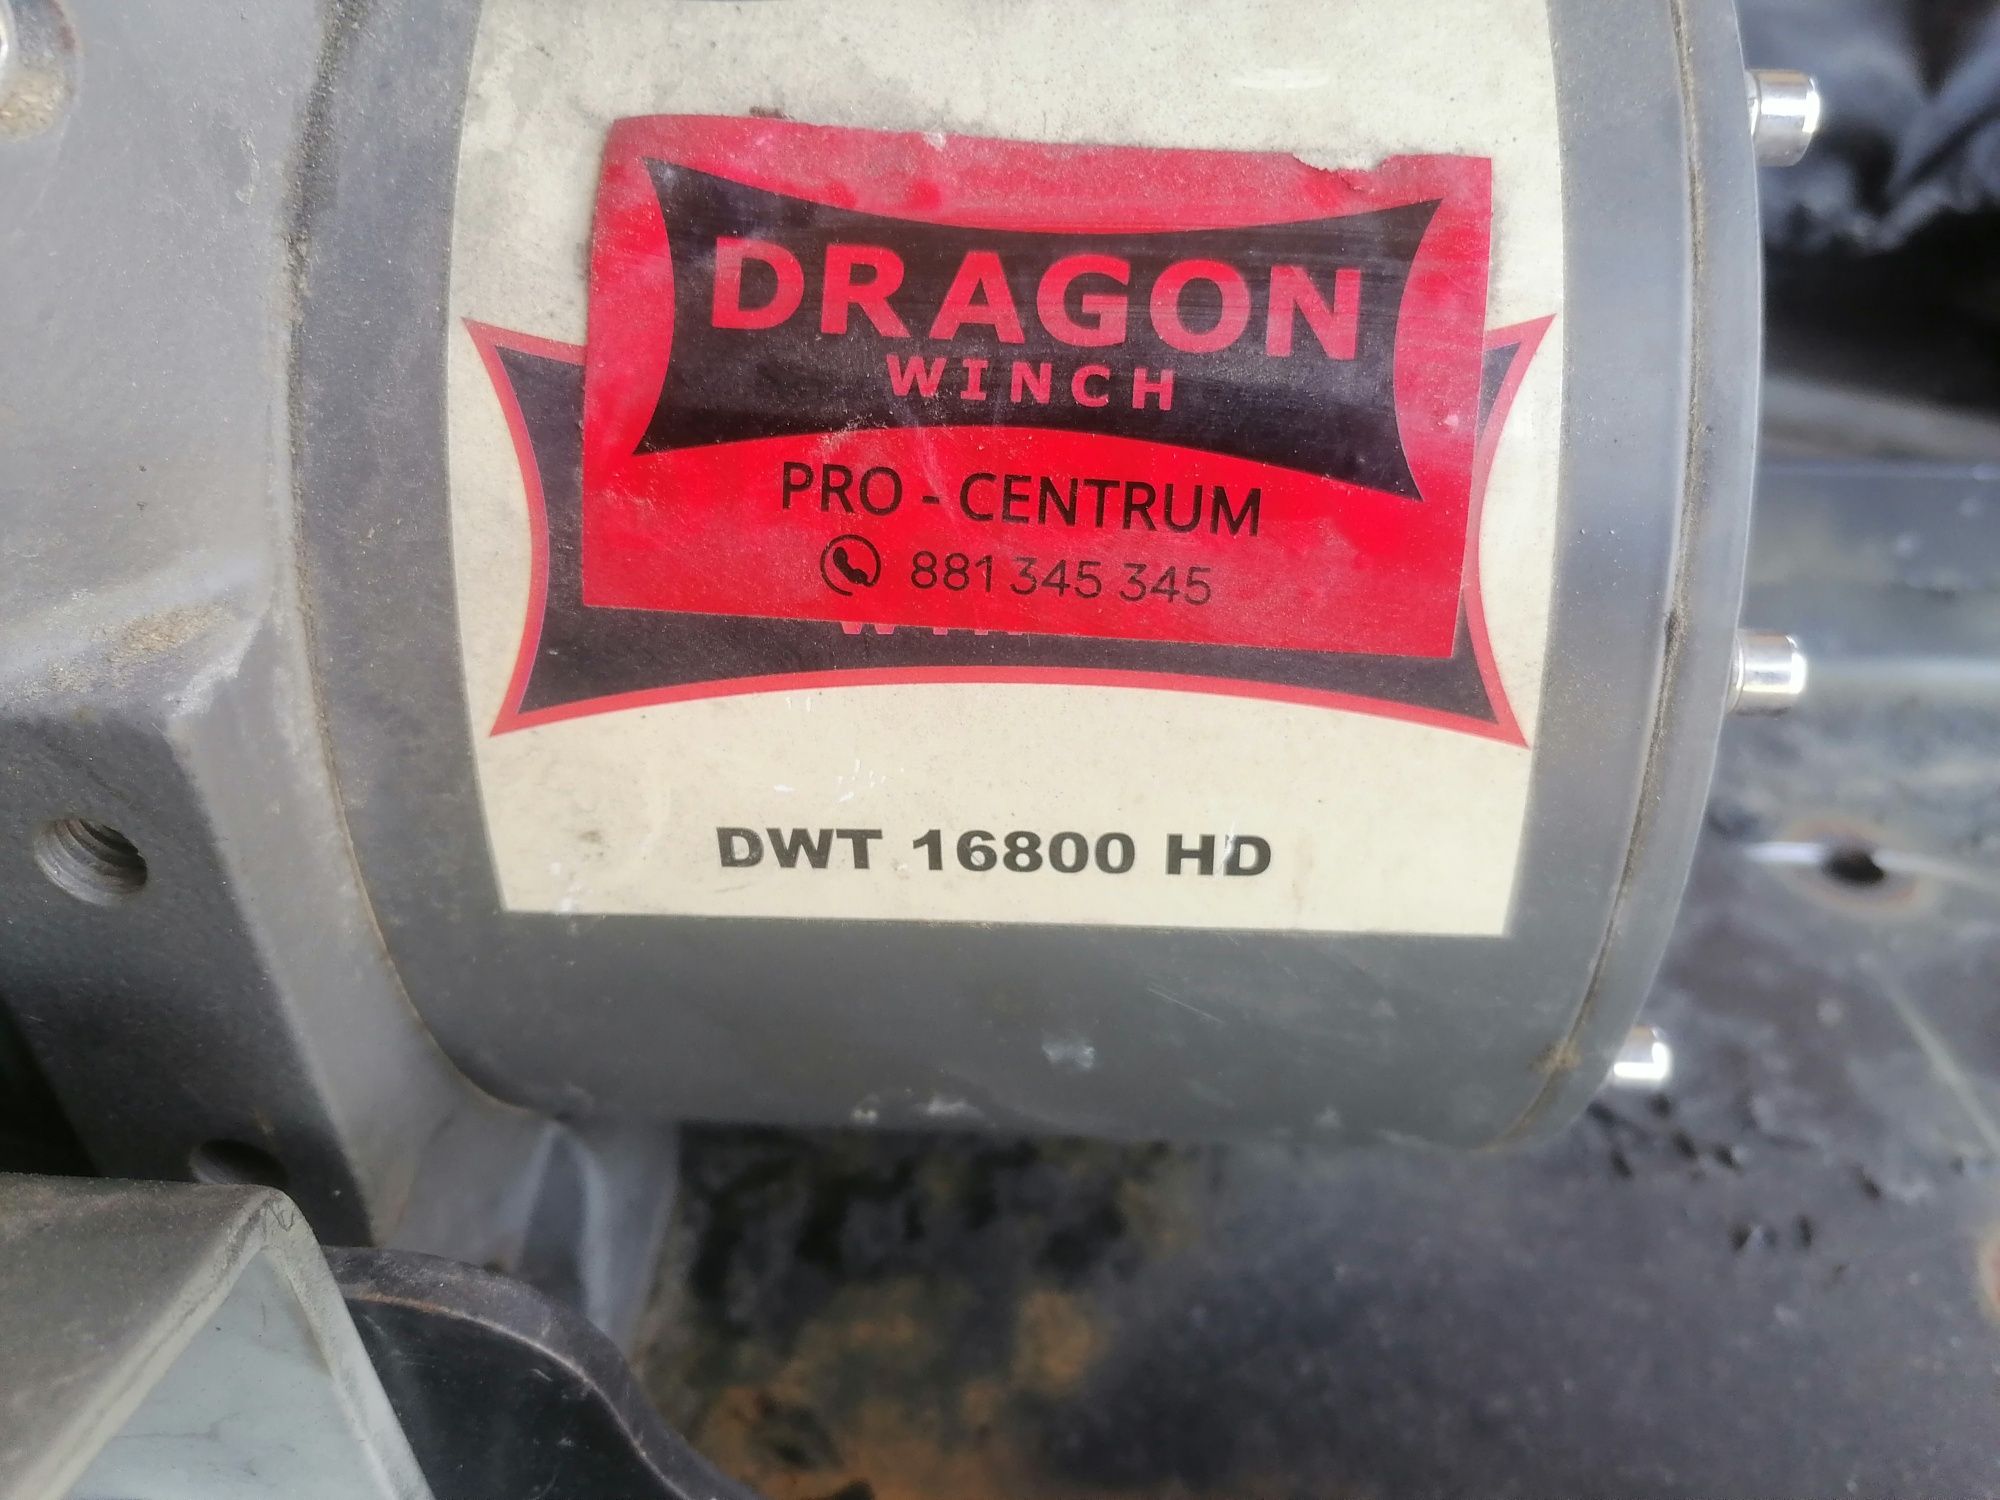 DRAGON
WINCH
PRO - CENTRUM
881 345 345
DWT 16800 HD